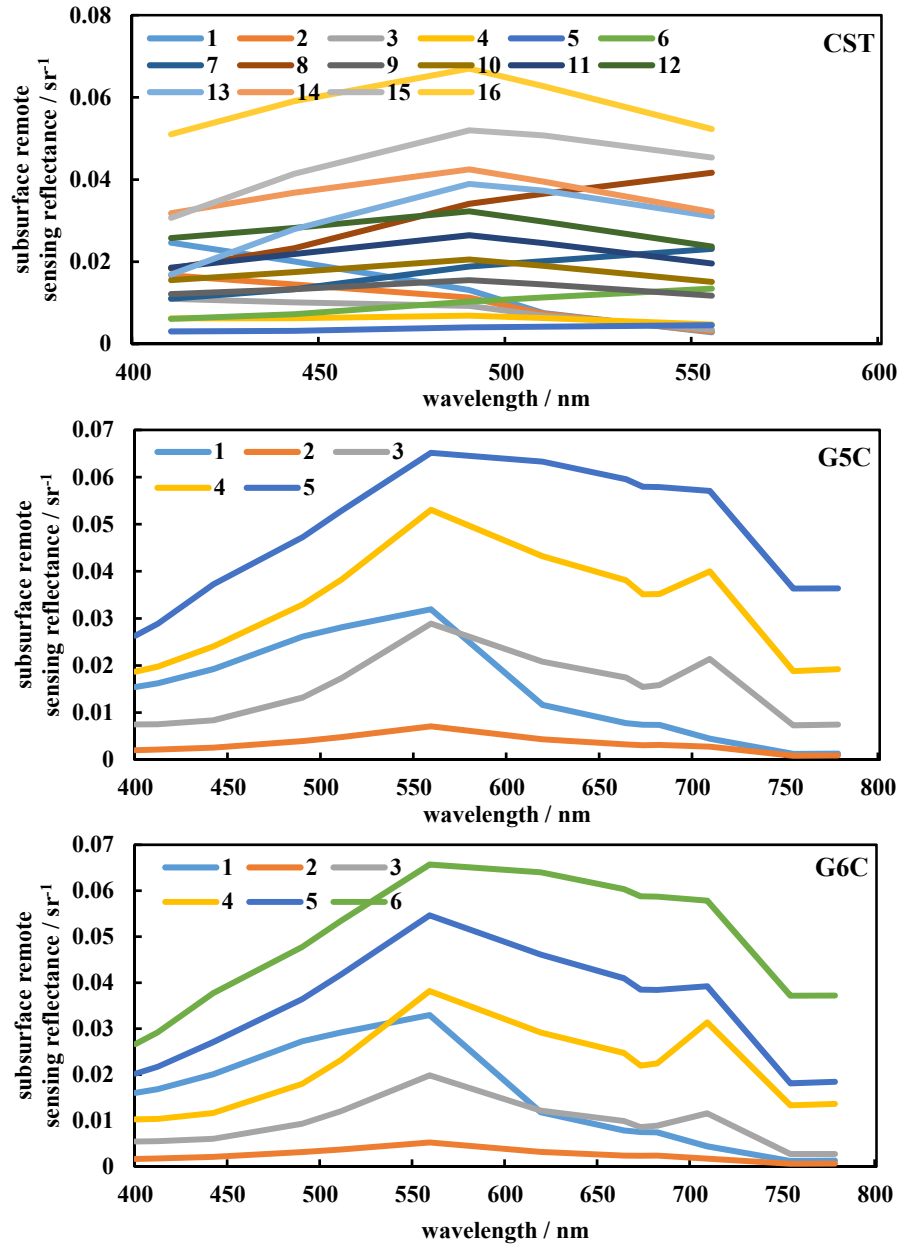 0.08
0.06
0.04
0.02
0
subsurface remote
sensing reflectance / sr-1
1 2 3 4 5 6
7 8 9 10 11 12
13 14 15 16
CST
400 450 500 550 600
wavelength / nm
0.07
0.06
0.05
0.04
0.03
0.02
0.01
0
subsurface remote
sensing reflectance / sr-1
1 2 3
4 5
G5C
400 450 500 550 600 650 700 750 800
wavelength / nm
0.07
0.06
0.05
0.04
0.03
0.02
0.01
0
subsurface remote
sensing reflectance / sr-1
1 2 3
4 5 6
G6C
400 450 500 550 600 650 700 750 800
wavelength / nm